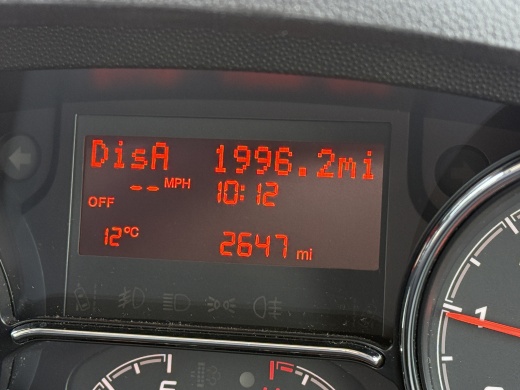 DisA 1996.2mi
-- MPH 10:12
OFF
12°C 2647 mi
1